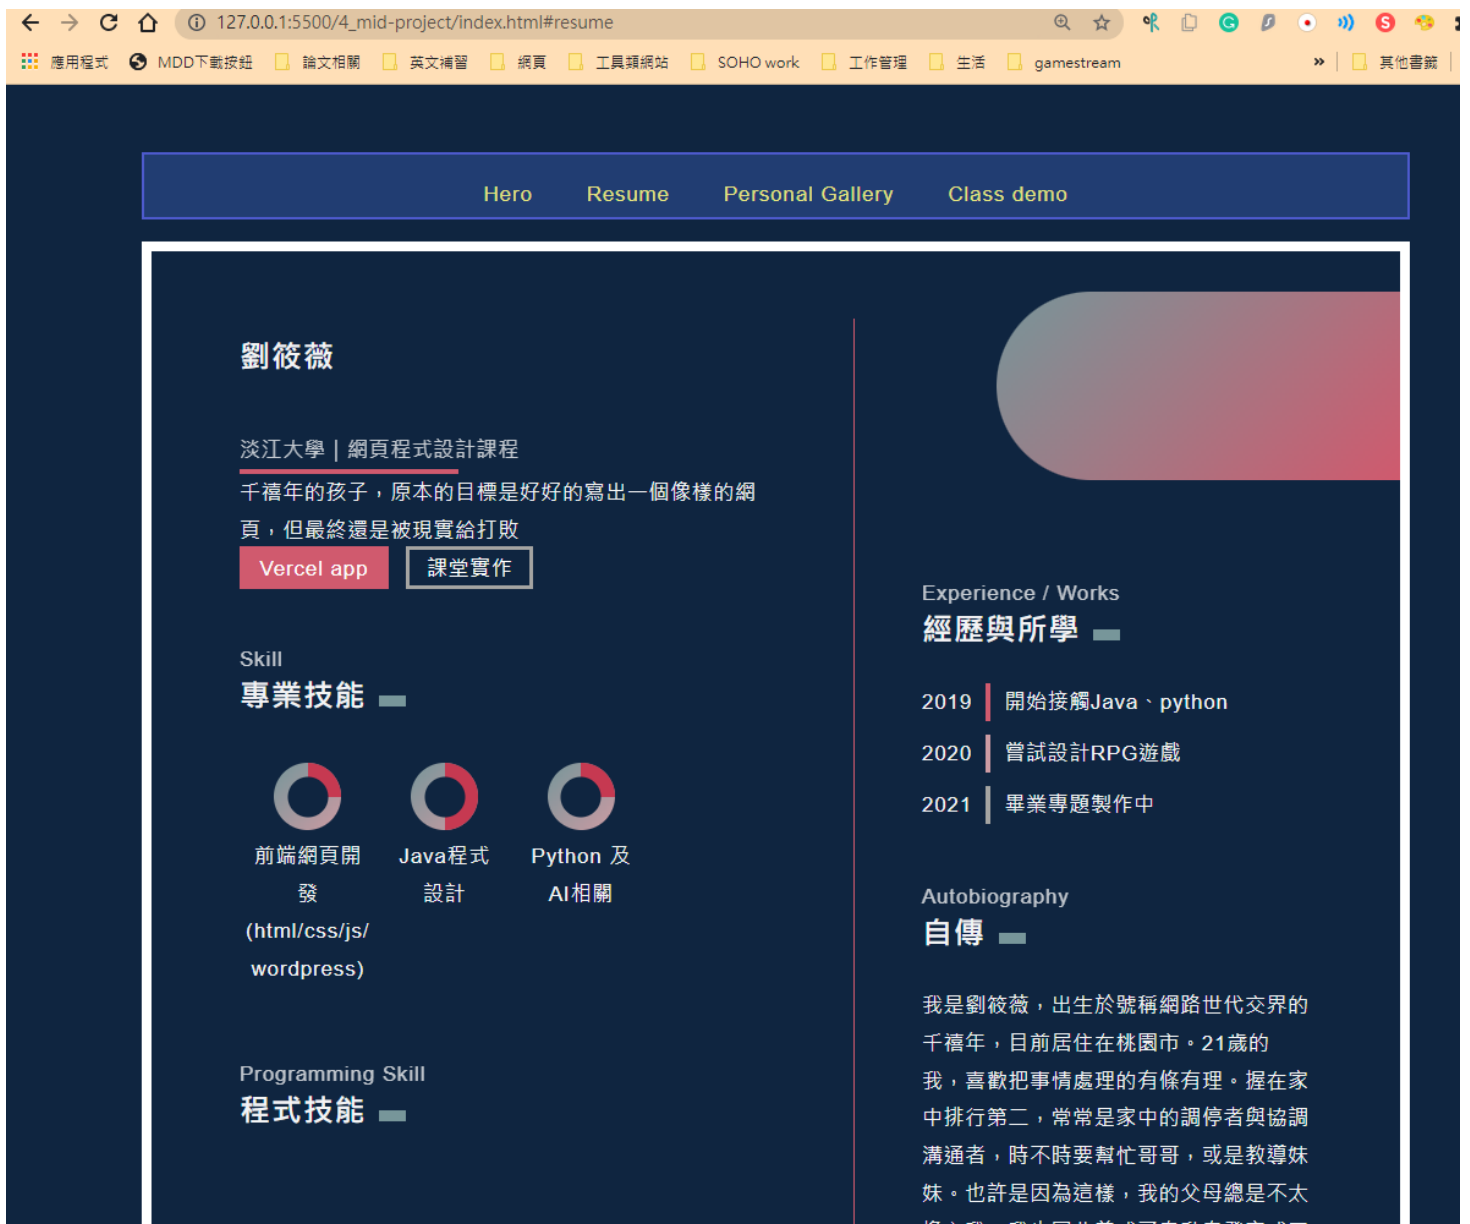 127.0.0.1:5500/4_mid-project/index.html#resume
應用程式 MDD下載按鈕 論文相關 英文補習 網頁 工具類網站 SOHO work 工作管理 生活 gamestream » 其他書籤
Hero Resume Personal Gallery Class demo
劉筱薇
淡江大學 | 網頁程式設計課程
千禧年的孩子，原本的目標是好好的寫出一個像樣的網
頁，但最終還是被現實給打敗
Vercel app 課堂實作
Skill
專業技能
前端網頁開
發
(html/css/js/
wordpress)
Java程式
設計
Python 及
AI相關
Programming Skill
程式技能
Experience / Works
經歷與所學
2019 開始接觸Java、python
2020 嘗試設計RPG遊戲
2021 畢業專題製作中
Autobiography
自傳
我是劉筱薇，出生於號稱網路世代交界的
千禧年，目前居住在桃園市。21歲的
我，喜歡把事情處理的有條有理。握在家
中排行第二，常常是家中的調停者與協調
溝通者，時不時要幫忙哥哥，或是教導妹
妹。也許是因為這樣，我的父母總是不太